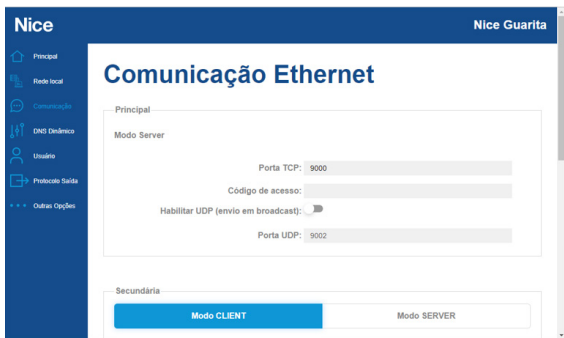 Nice
Nice Guarita
Principal
Rede local
Comunicação
DNS Dinâmico
Usuário
Protocolo Saída
Outras Opções
Comunicação Ethernet
Principal
Modo Server
Porta TCP: 9000
Código de acesso:
Habilitar UDP (envio em broadcast):
Porta UDP: 9002
Secundária
Modo CLIENT Modo SERVER